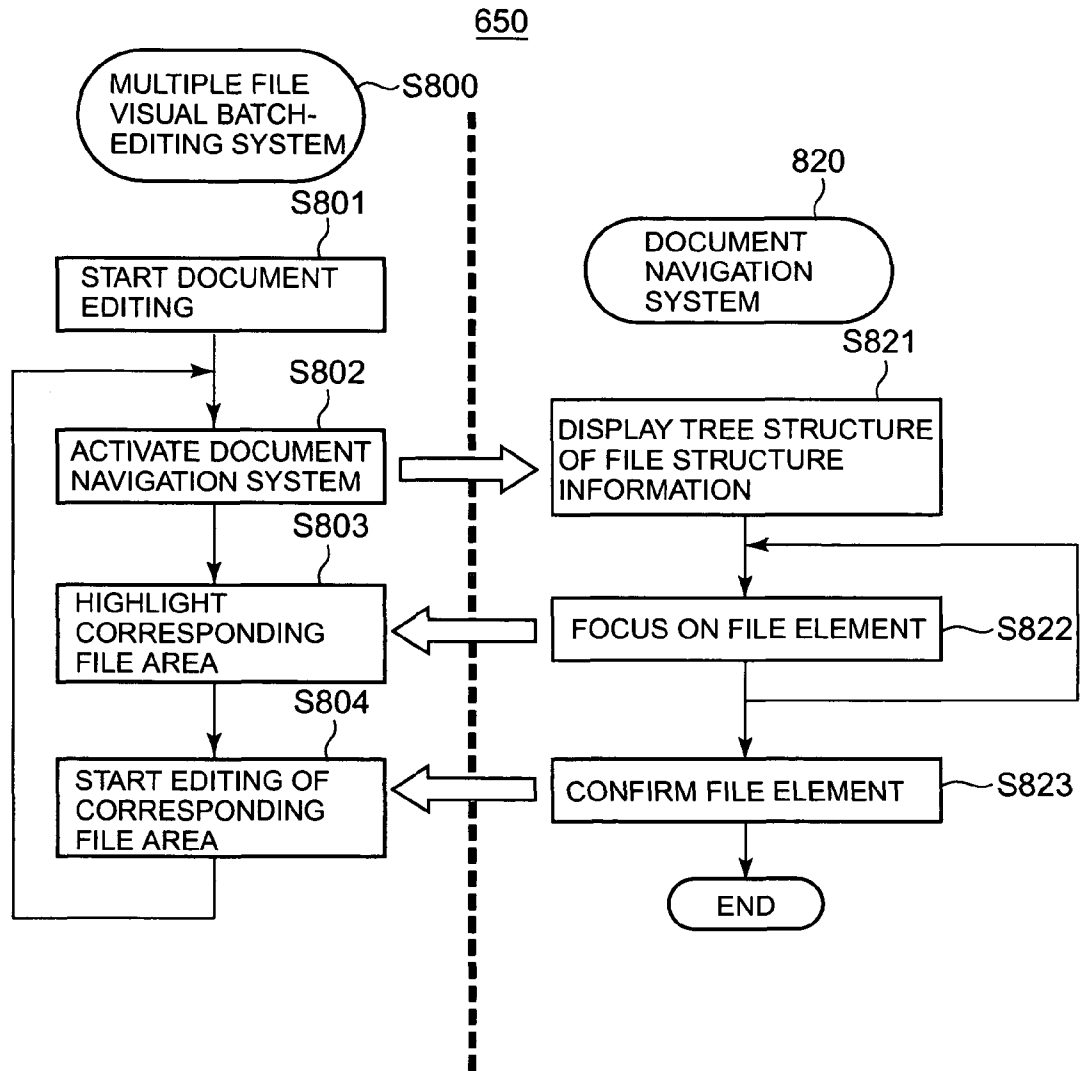 650
MULTIPLE FILE
VISUAL BATCH-
EDITING SYSTEM
S800
S801
START DOCUMENT
EDITING
S802
ACTIVATE DOCUMENT
NAVIGATION SYSTEM
S803
HIGHLIGHT
CORRESPONDING
FILE AREA
S804
START EDITING OF
CORRESPONDING
FILE AREA
820
DOCUMENT
NAVIGATION
SYSTEM
S821
DISPLAY TREE STRUCTURE
OF FILE STRUCTURE
INFORMATION
FOCUS ON FILE ELEMENT
S822
CONFIRM FILE ELEMENT
S823
END